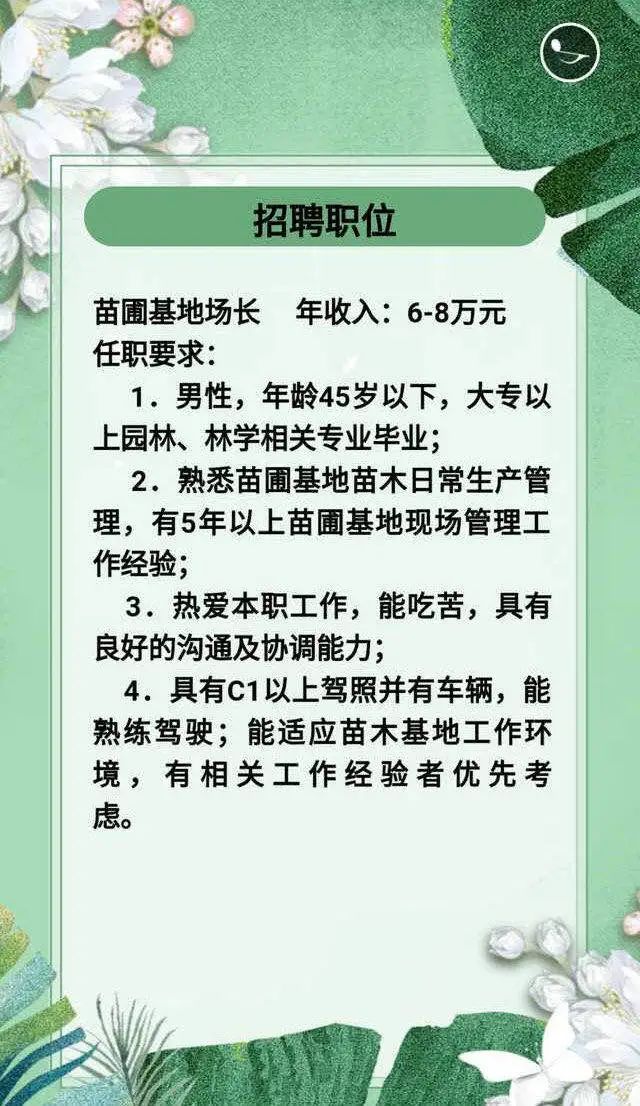 招聘职位
苗圃基地场长 年收入：6-8万元
任职要求：
1．男性，年龄45岁以下，大专以
上园林、林学相关专业毕业；
2．熟悉苗圃基地苗木日常生产管
理，有5年以上苗圃基地现场管理工
作经验；
3．热爱本职工作，能吃苦，具有
良好的沟通及协调能力；
4．具有C1以上驾照并有车辆，能
熟练驾驶；能适应苗木基地工作环
境，有相关工作经验者优先考
虑。